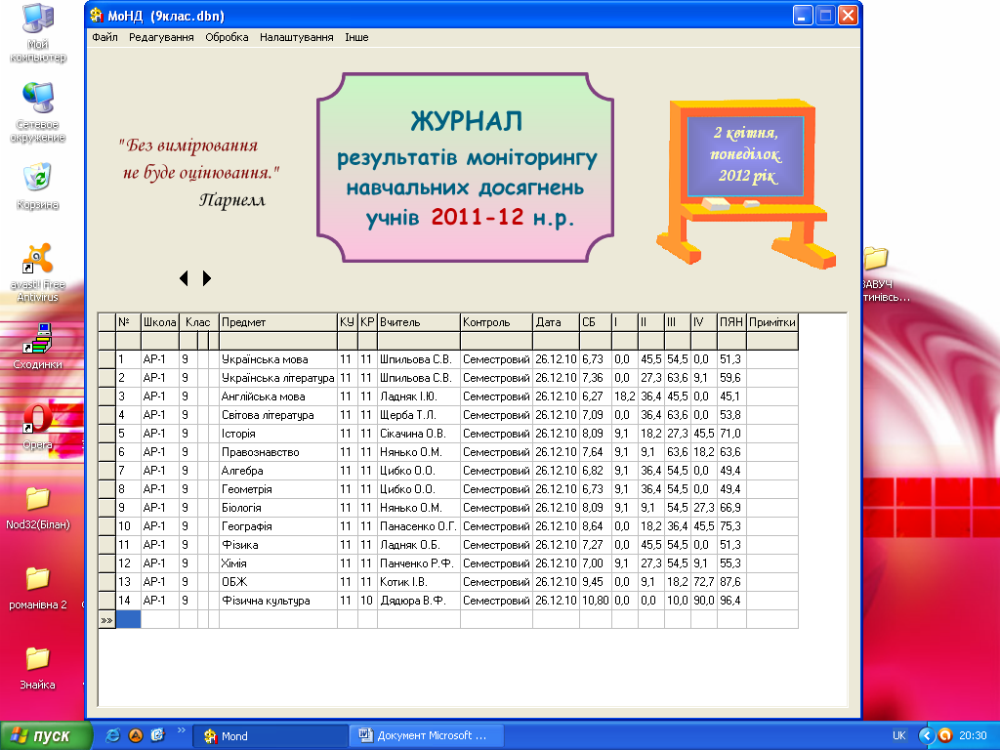 Мой
компьютер
Сетевое
окружение
Корзина
avast! Free
Antivirus
Сходинки
Opera
Nod32(Білан)
романівна 2
Знайка
МоНД (9клас.dbn)
Файл Редагування Обробка Налаштування Інше
"Без вимірювання
не буде оцінювання."
Парнелл
ЖУРНАЛ
результатів моніторингу
навчальних досягнень
учнів 2011-12 н.р.
2 квітня,
понеділок
2012 рік
ЗАВУЧ
№ Школа Клас Предмет КУ КР Вчитель Контроль Дата СБ I II III IV ПЯН Примітки
1 АР-1 9 Українська мова 11 11 Шпильова С.В. Семестровий 26.12.10 6,73 0,0 45,5 54,5 0,0 51,3
2 АР-1 9 Українська література 11 11 Шпильова С.В. Семестровий 26.12.10 7,36 0,0 27,3 63,6 9,1 59,6
3 АР-1 9 Англійська мова 11 11 Ладняк І.Ю. Семестровий 26.12.10 6,27 18,2 36,4 45,5 0,0 45,1
4 АР-1 9 Світова література 11 11 Щерба Т.Л. Семестровий 26.12.10 7,09 0,0 36,4 63,6 0,0 53,8
5 АР-1 9 Історія 11 11 Сікачина О.В. Семестровий 26.12.10 8,09 9,1 18,2 27,3 45,5 71,0
6 АР-1 9 Правознавство 11 11 Нянько О.М. Семестровий 26.12.10 7,64 9,1 9,1 63,6 18,2 63,6
7 АР-1 9 Алгебра 11 11 Цибко О.О. Семестровий 26.12.10 6,82 9,1 36,4 54,5 0,0 49,4
8 АР-1 9 Геометрія 11 11 Цибко О.О. Семестровий 26.12.10 6,73 9,1 36,4 54,5 0,0 49,4
9 АР-1 9 Біологія 11 11 Нянько О.М. Семестровий 26.12.10 8,09 9,1 9,1 54,5 27,3 66,9
10 АР-1 9 Географія 11 11 Панасенко О.Г. Семестровий 26.12.10 8,64 0,0 18,2 36,4 45,5 75,3
11 АР-1 9 Фізика 11 11 Ладняк О.Б. Семестровий 26.12.10 7,27 0,0 45,5 54,5 0,0 51,3
12 АР-1 9 Хімія 11 11 Панченко Р.Ф. Семестровий 26.12.10 7,00 9,1 27,3 54,5 9,1 55,3
13 АР-1 9 ОБЖ 11 11 Котик І.В. Семестровий 26.12.10 9,45 0,0 9,1 18,2 72,7 87,6
14 АР-1 9 Фізична культура 11 10 Дядюра В.Ф. Семестровий 26.12.10 10,80 0,0 0,0 10,0 90,0 96,4
»
пуск » Mond Документ Microsoft ... UK 20:30